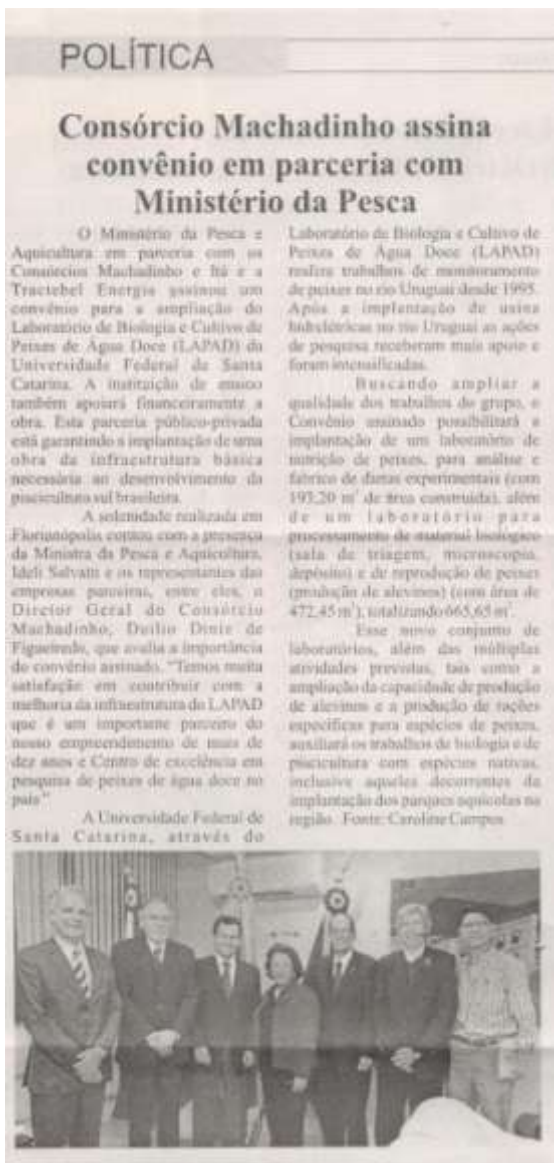 POLÍTICA
Consórcio Machadinho assina
convênio em parceria com
Ministério da Pesca
O Ministério da Pesca e
Aquicultura em parceria com os
Consórcios Machadinho e Itá e a
Tractebel Energia assinou um
convênio para a ampliação do
Laboratório de Biologia e Cultivo de
Peixes de Água Doce (LAPAD) da
Universidade Federal de Santa
Catarina. A instituição de ensino
também apoiará financeiramente a
obra. Esta parceria público-privada
está garantindo a implantação de uma
obra da infraestrutura básica
necessária ao desenvolvimento da
piscicultura sul brasileira.
A solenidade realizada em
Florianópolis contou com a presença
da Ministra da Pesca e Aquicultura,
Ideli Salvatti e os representantes das
empresas parceiras, entre eles, o
Diretor Geral do Consórcio
Machadinho, Duilio Diniz de
Figueiredo, que avalia a importância
do convênio assinado. "Temos muita
satisfação em contribuir com a
melhoria da infraestrutura do LAPAD
que é um importante parceiro do
nosso empreendimento de mais de
dez anos e Centro de excelência em
pesquisa de peixes de água doce no
país"
A Universidade Federal de
Santa Catarina, através do
Laboratório de Biologia e Cultivo de
Peixes de Água Doce (LAPAD)
realiza trabalhos de monitoramento
de peixes no rio Uruguai desde 1995.
Após a implantação de usina
hidrelétricas no rio Uruguai as ações
de pesquisa receberam mais apoio e
foram intensificadas.
Buscando ampliar a
qualidade dos trabalhos do grupo, o
Convênio assinado possibilitará a
implantação de um laboratório de
nutrição de peixes, para análise e
fabrico de dietas experimentais (com
193,20 m² de área construída), além
de um laboratório para
processamento de material biológico
(sala de triagem, microscopia,
depósito) e de reprodução de peixes
(produção de alevinos) (com área de
472,45 m²), totalizando 665,65 m².
Esse novo conjunto de
laboratórios, além das múltiplas
atividades previstas, tais como a
ampliação da capacidade de produção
de alevinos e a produção de rações
específicas para espécies de peixes,
auxiliará os trabalhos de biologia e de
piscicultura com espécies nativas,
inclusive aqueles decorrentes da
implantação dos parques aquícolas na
região. Fonte: Caroline Campos